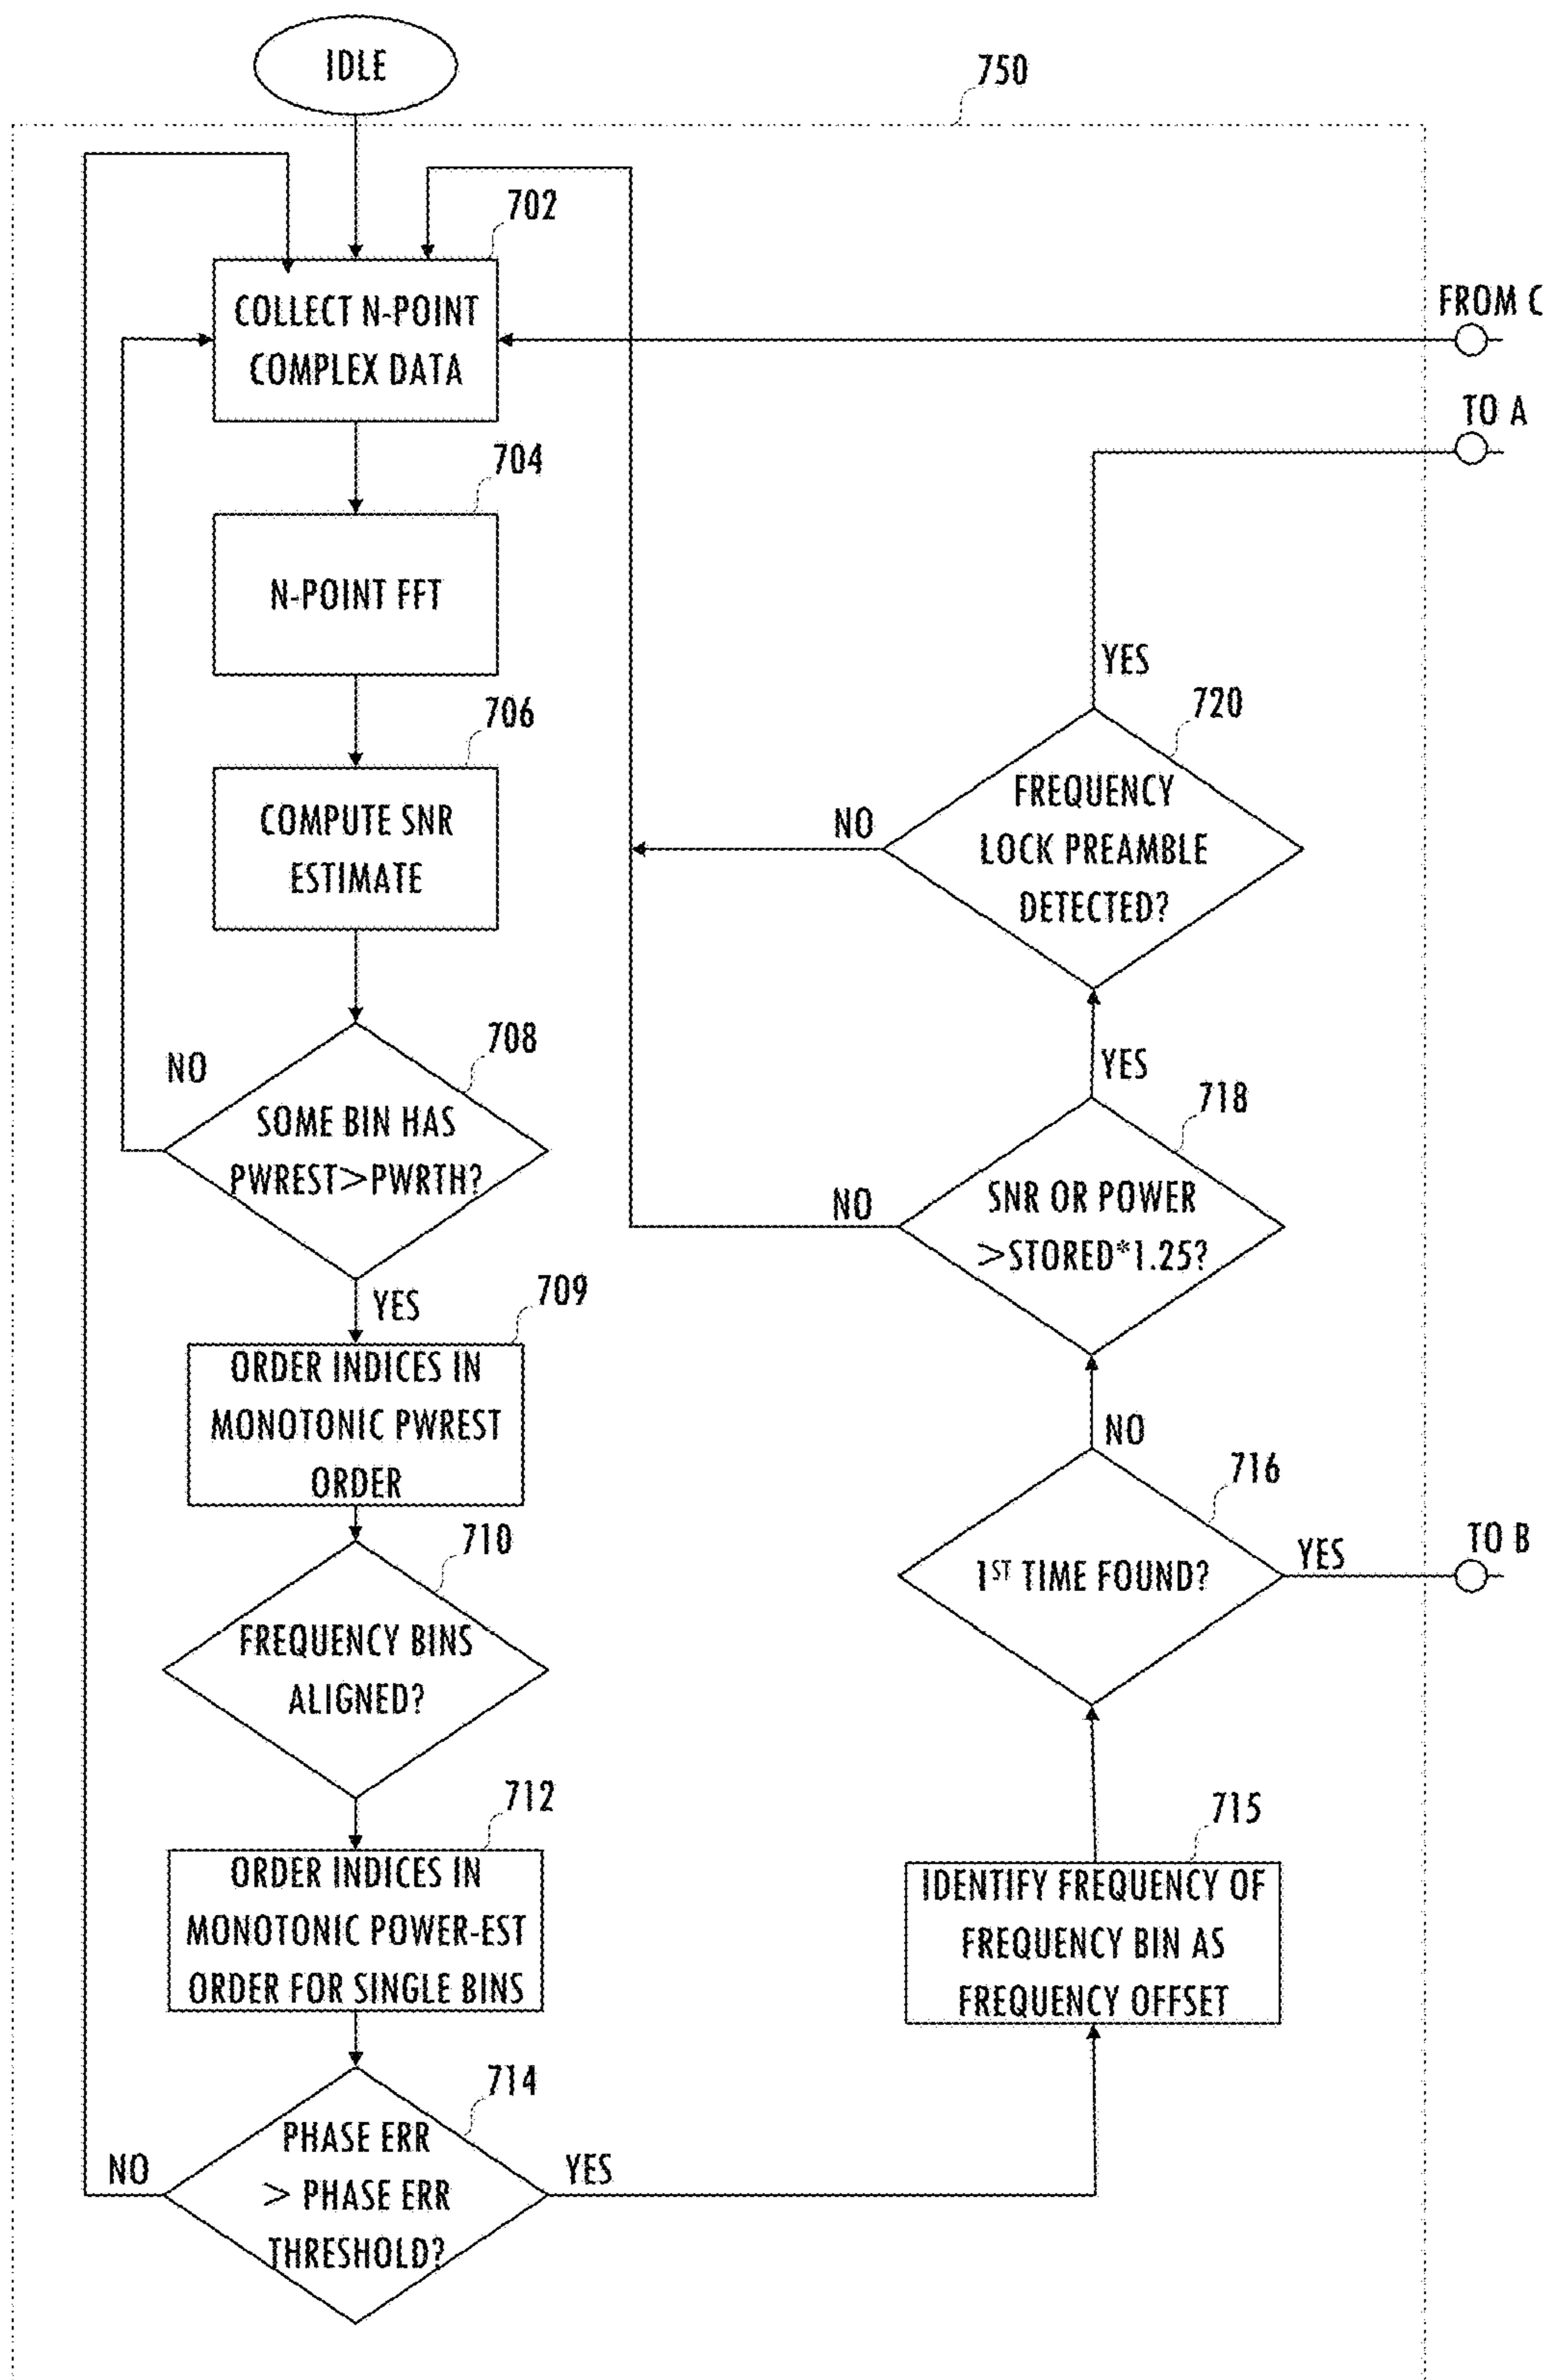 IDLE
750
702
COLLECT N-POINT
COMPLEX DATA
FROM C
TO A
704
N-POINT FFT
706
COMPUTE SNR
ESTIMATE
708
NO
SOME BIN HAS
PWREST>PWRTH?
YES
709
ORDER INDICES IN
MONOTONIC PWREST
ORDER
710
FREQUENCY BINS
ALIGNED?
712
ORDER INDICES IN
MONOTONIC POWER-EST
ORDER FOR SINGLE BINS
714
PHASE ERR
> PHASE ERR
THRESHOLD?
NO
YES
715
IDENTIFY FREQUENCY OF
FREQUENCY BIN AS
FREQUENCY OFFSET
716
1ST TIME FOUND?
YES
TO B
NO
718
SNR OR POWER
>STORED*1.25?
NO
YES
720
FREQUENCY
LOCK PREAMBLE
DETECTED?
NO
YES